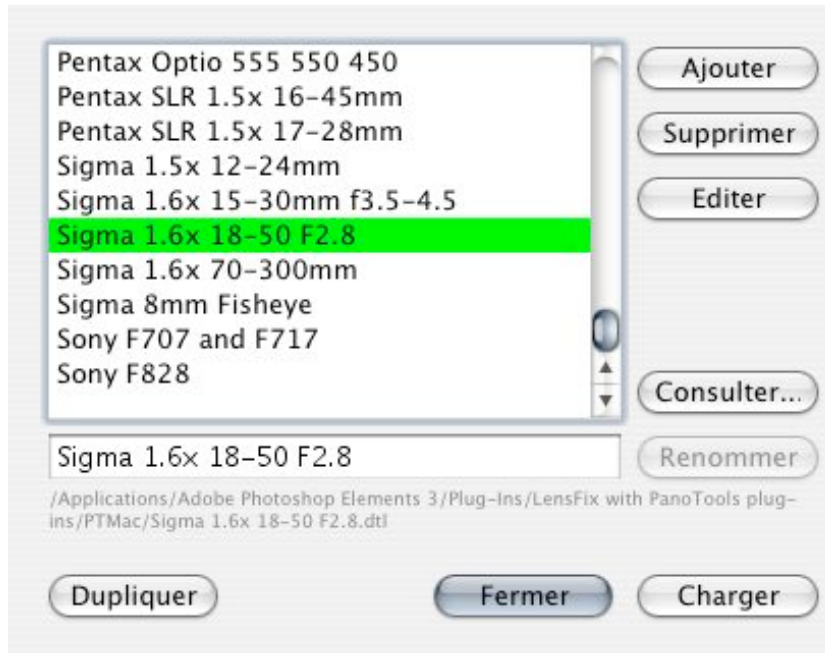 Pentax Optio 555 550 450
Pentax SLR 1.5x 16-45mm
Pentax SLR 1.5x 17-28mm
Sigma 1.5x 12-24mm
Sigma 1.6x 15-30mm f3.5-4.5
Sigma 1.6x 18-50 F2.8
Sigma 1.6x 70-300mm
Sigma 8mm Fisheye
Sony F707 and F717
Sony F828
Ajouter
Supprimer
Editer
Consulter...
Sigma 1.6x 18-50 F2.8
Renommer
/Applications/Adobe Photoshop Elements 3/Plug-Ins/LensFix with PanoTools plug-
ins/PTMac/Sigma 1.6x 18-50 F2.8.dtl
Dupliquer
Fermer
Charger